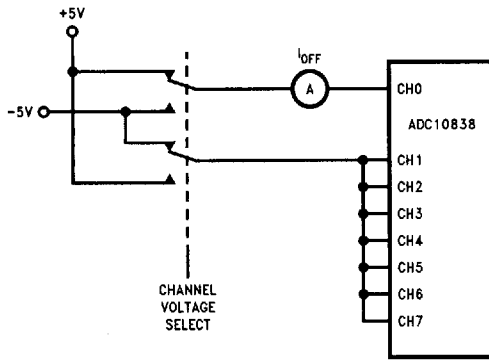 +5V
-5V
IOFF
A
CH0
ADC10838
CH1
CH2
CH3
CH4
CH5
CH6
CH7
CHANNEL
VOLTAGE
SELECT